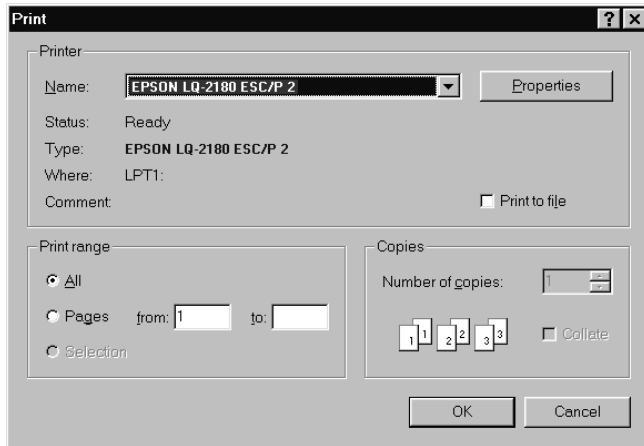 Print
Printer
Name: EPSON LQ-2180 ESC/P 2 Properties
Status: Ready
Type: EPSON LQ-2180 ESC/P 2
Where: LPT1:
Comment:
Print to file
Print range
All
Pages from: 1 to:
Selection
Copies
Number of copies: 1
1 1 2 2 3 3 Collate
OK Cancel